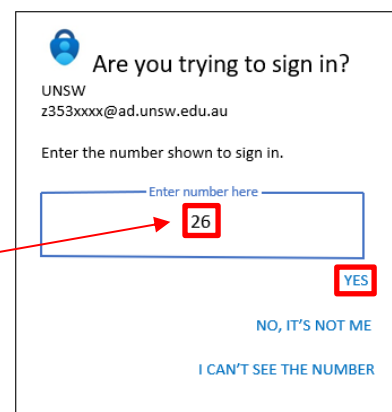 Are you trying to sign in?
UNSW
z353xxxx@ad.unsw.edu.au
Enter the number shown to sign in.
Enter number here
26
YES
NO, IT'S NOT ME
I CAN'T SEE THE NUMBER